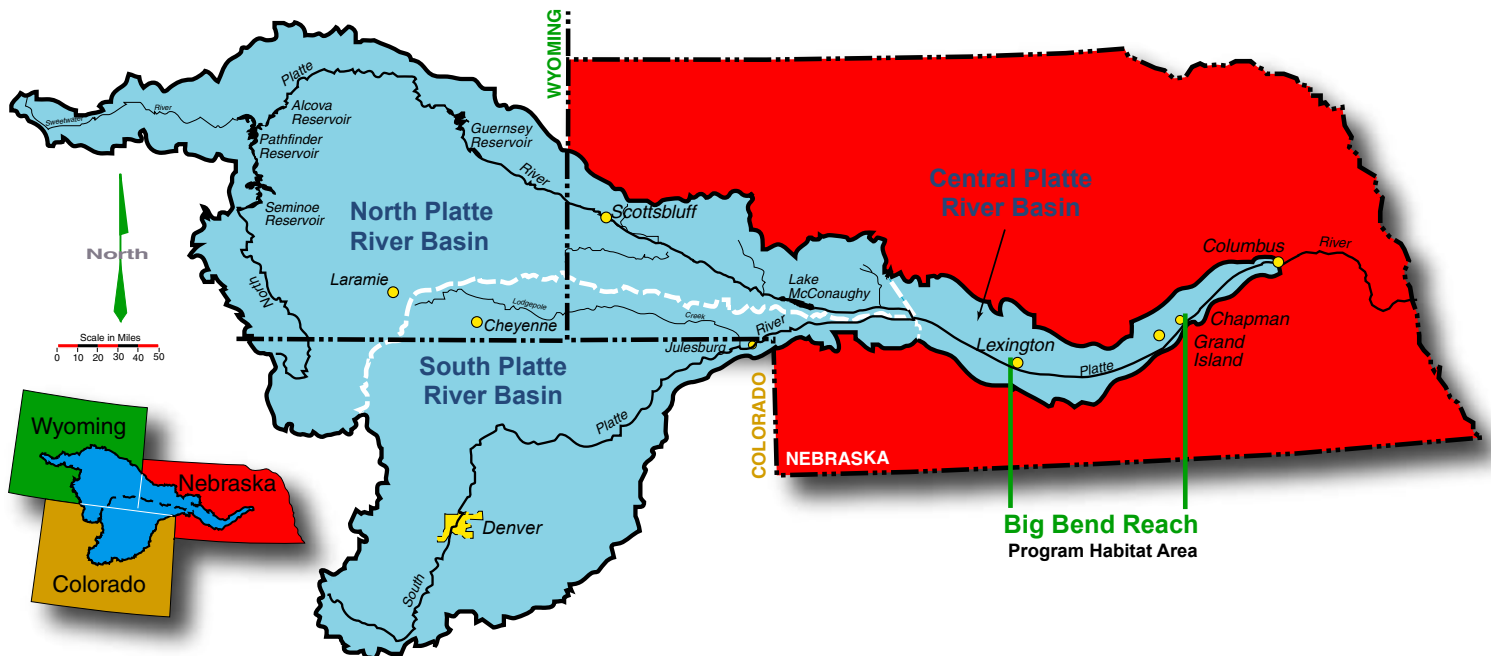 WYOMING
Platte
Sweetwater
River
Alcova
Reservoir
Guernsey
Reservoir
Pathfinder
Reservoir
River
Central Platte
River Basin
Seminoe
Reservoir
North Platte
River Basin
Scottsbluff
North
Columbus
River
Laramie
North
Lake
McConaughy
Lodgepole
Creek
Cheyenne
River
Chapman
Grand
Island
Scale in Miles
0 10 20 30 40 50
Julesburg
Lexington
Platte
South Platte
River Basin
Platte
COLORADO
NEBRASKA
Wyoming
Nebraska
Colorado
Denver
South
Big Bend Reach
Program Habitat Area